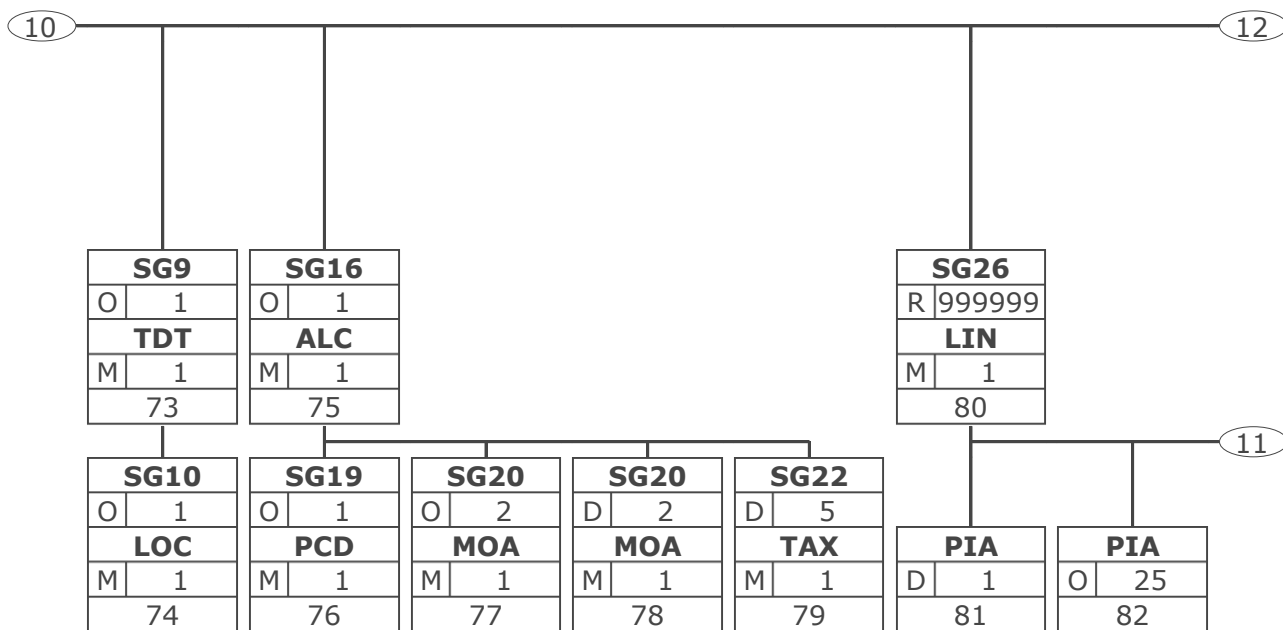 10 12
SG9 SG16 SG26
O 1 O 1 R 999999
TDT ALC LIN
M 1 M 1 M 1
73 75 80
11
SG10 SG19 SG20 SG20 SG22
O 1 O 1 O 2 D 2 D 5
LOC PCD MOA MOA TAX PIA PIA
M 1 M 1 M 1 M 1 M 1 D 1 O 25
74 76 77 78 79 81 82